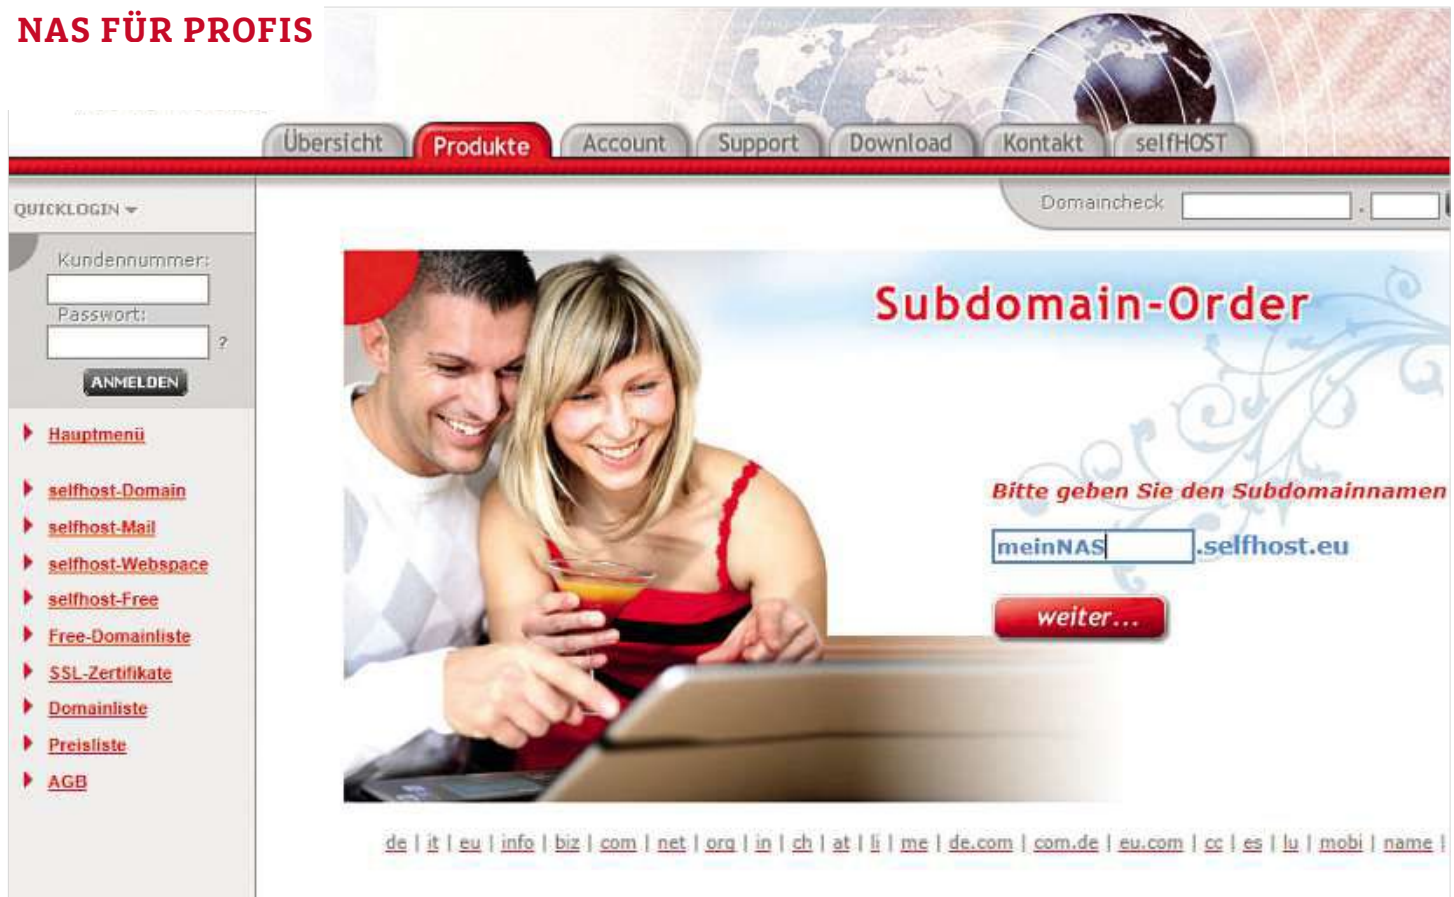 NAS FÜR PROFIS
Übersicht
Produkte
Account
Support
Download
Kontakt
selfHOST
QUICKLOGIN
Domaincheck
.
Kundennummer:
Passwort:
?
ANMELDEN
Hauptmenü
selfhost-Domain
selfhost-Mail
selfhost-Webspace
selfhost-Free
Free-Domainliste
SSL-Zertifikate
Domainliste
Preisliste
AGB
Subdomain-Order
Bitte geben Sie den Subdomainnamen
meinNAS .selfhost.eu
weiter...
de | it | eu | info | biz | com | net | org | in | ch | at | li | me | de.com | com.de | eu.com | cc | es | lu | mobi | name |